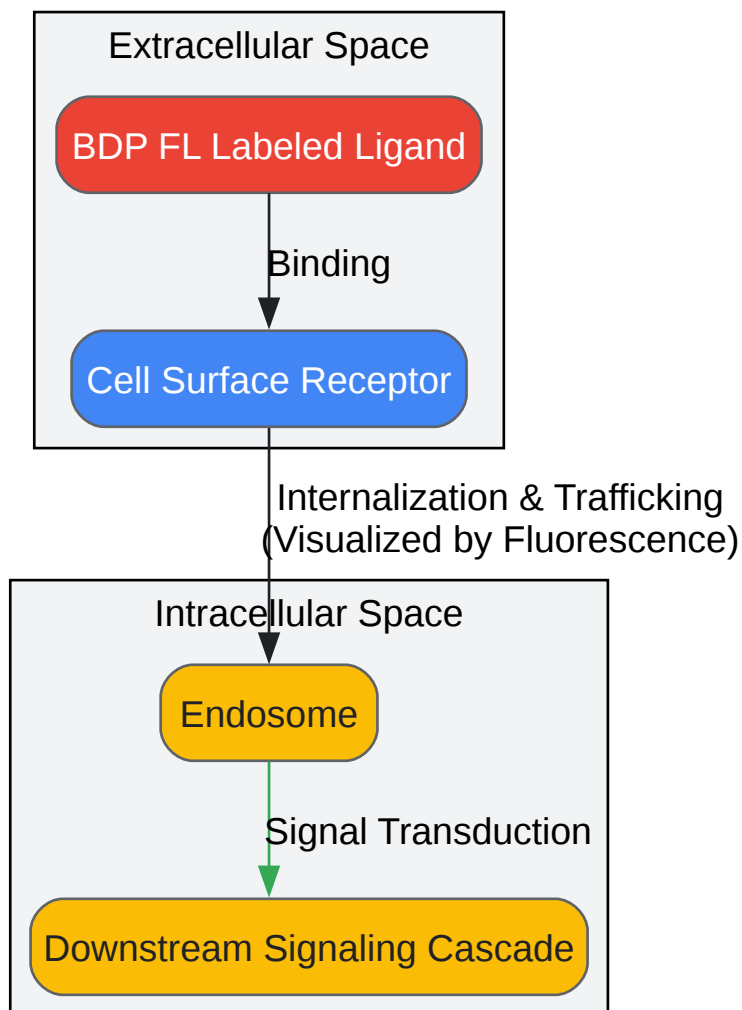 Extracellular Space
BDP FL Labeled Ligand
Binding
Cell Surface Receptor
Internalization & Trafficking
(Visualized by Fluorescence)
Intracellular Space
Endosome
Signal Transduction
Downstream Signaling Cascade